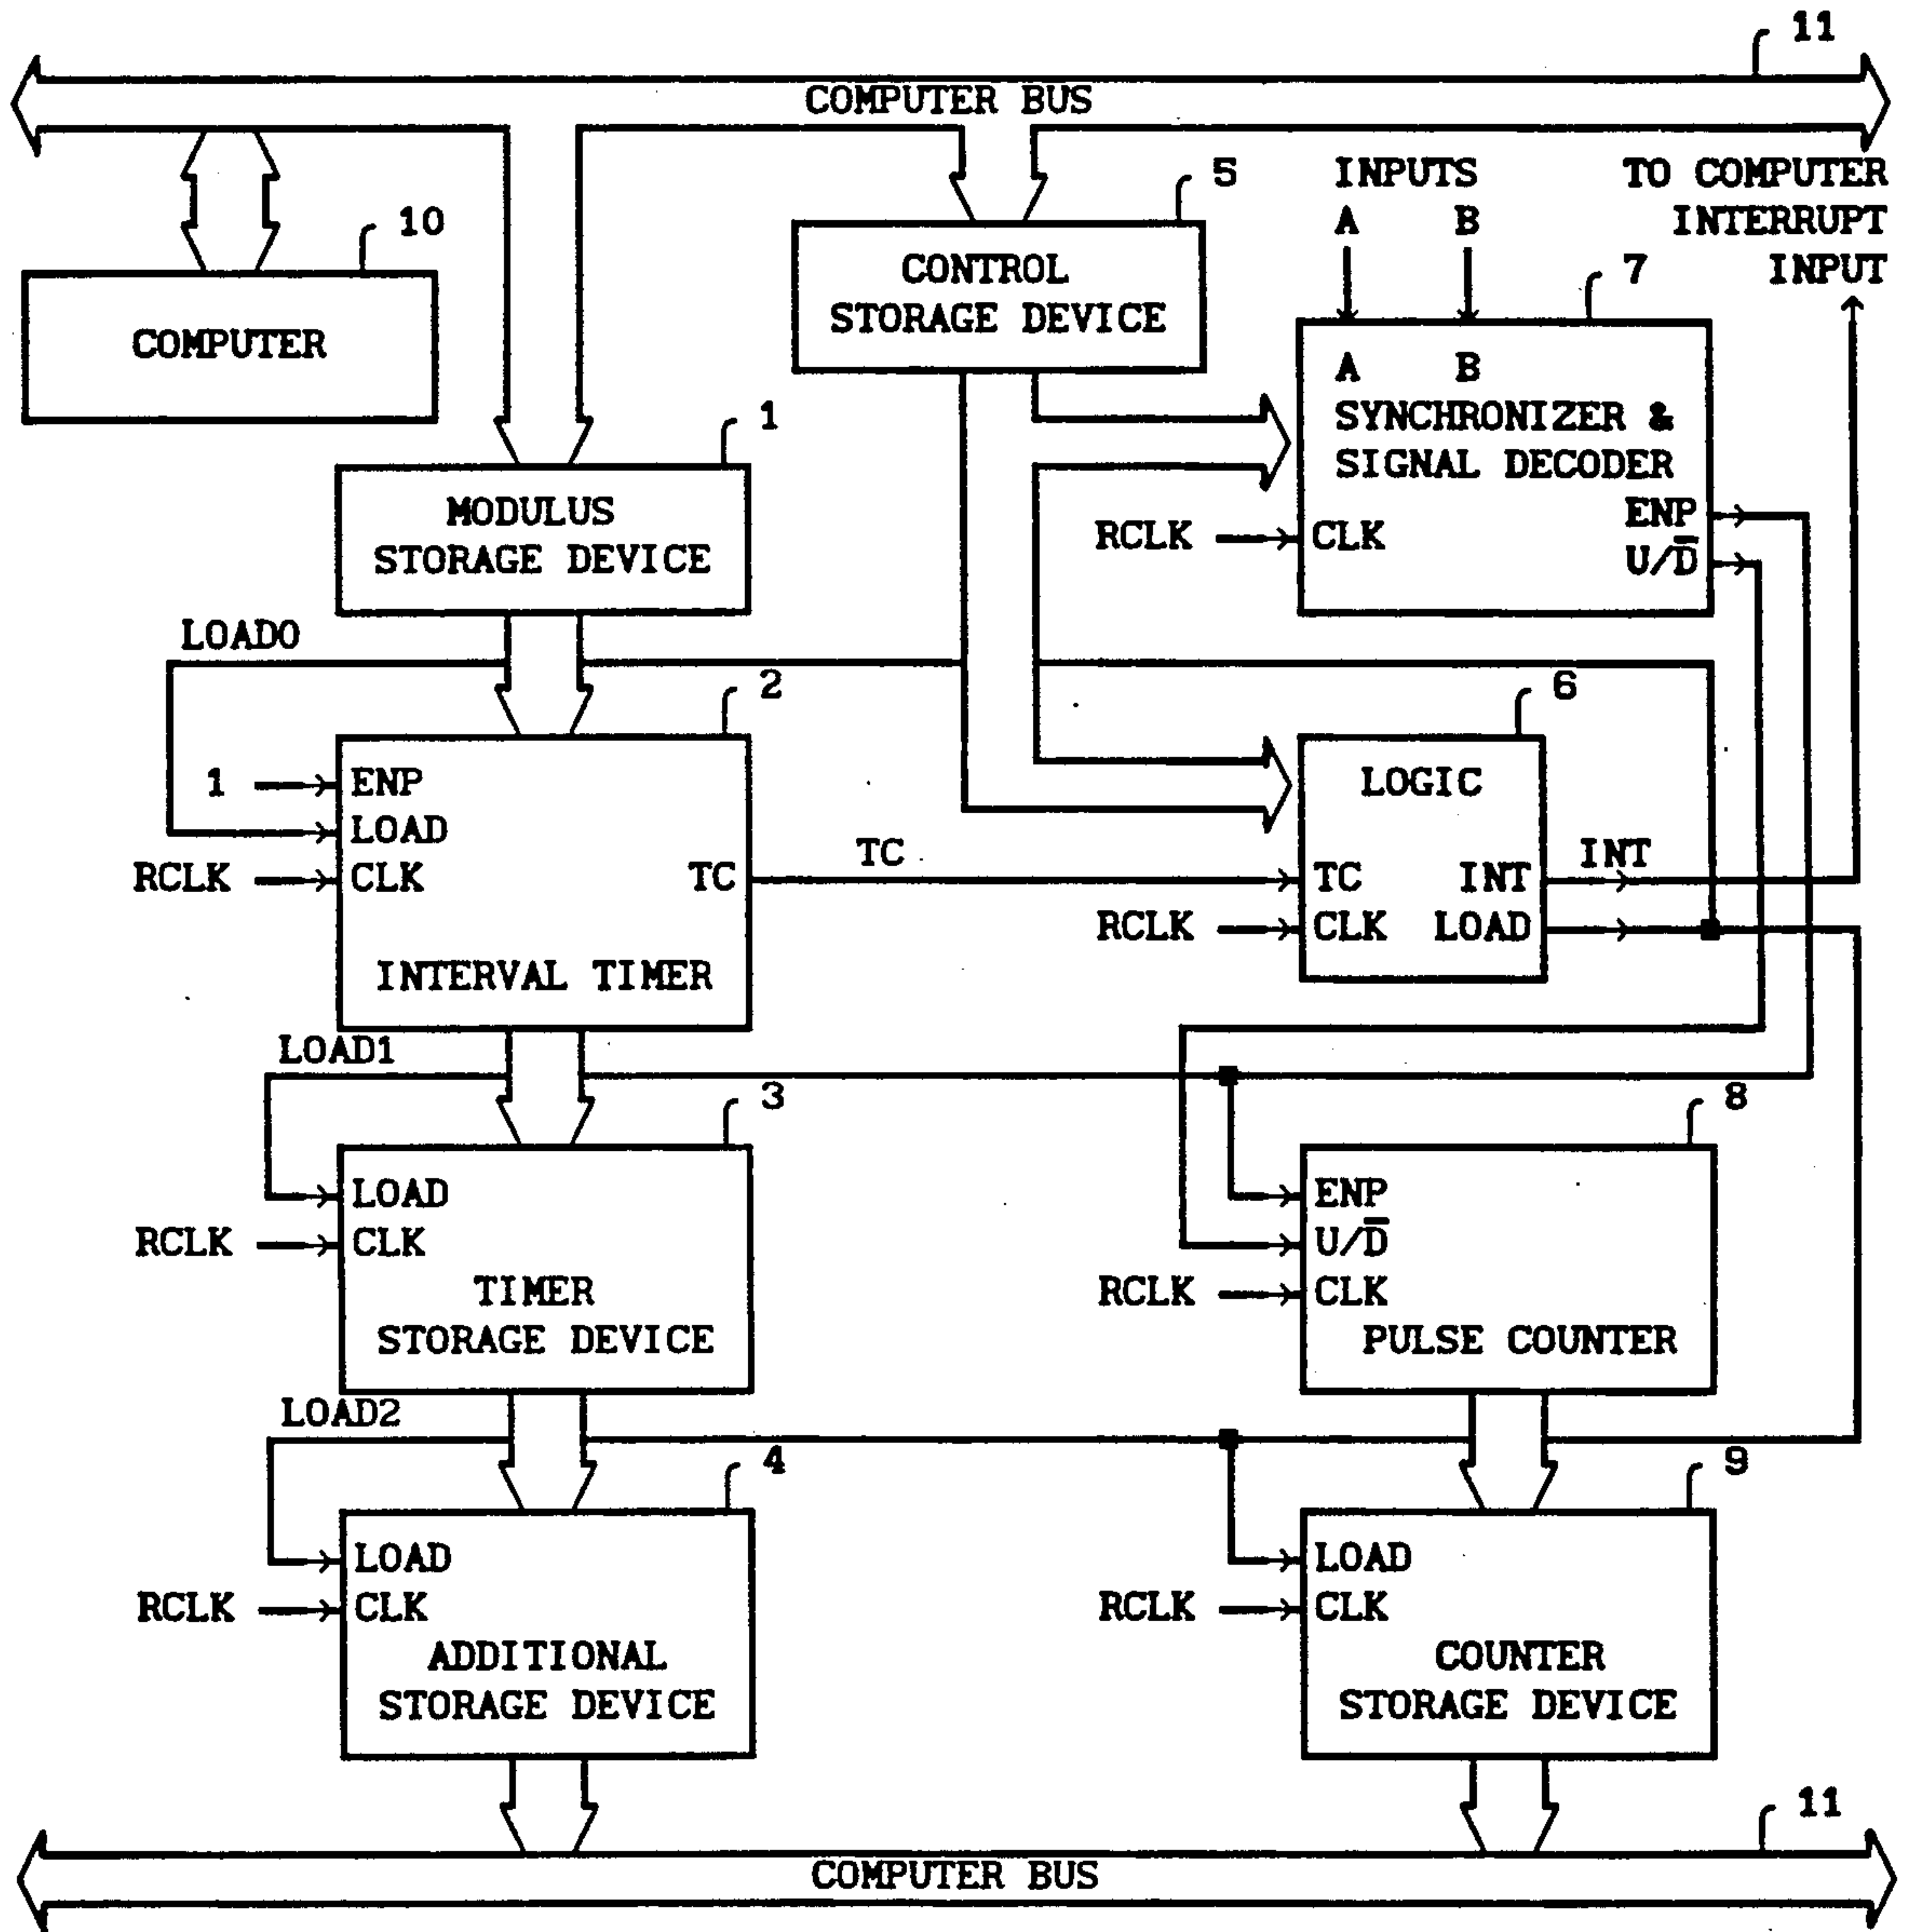 11
COMPUTER BUS
5
INPUTS
A B
TO COMPUTER
INTERRUPT
INPUT
10
COMPUTER
CONTROL
STORAGE DEVICE
7
A B
SYNCHRONIZER &
SIGNAL DECODER
ENP
U/D̅
RCLK
CLK
1
MODULUS
STORAGE DEVICE
LOAD0
2
1
ENP
LOAD
RCLK
CLK
TC
INTERVAL TIMER
TC
6
LOGIC
TC
INT
INT
RCLK
CLK
LOAD
LOAD1
3
LOAD
RCLK
CLK
TIMER
STORAGE DEVICE
8
ENP
U/D̅
RCLK
CLK
PULSE COUNTER
LOAD2
4
LOAD
RCLK
CLK
ADDITIONAL
STORAGE DEVICE
9
LOAD
RCLK
CLK
COUNTER
STORAGE DEVICE
11
COMPUTER BUS